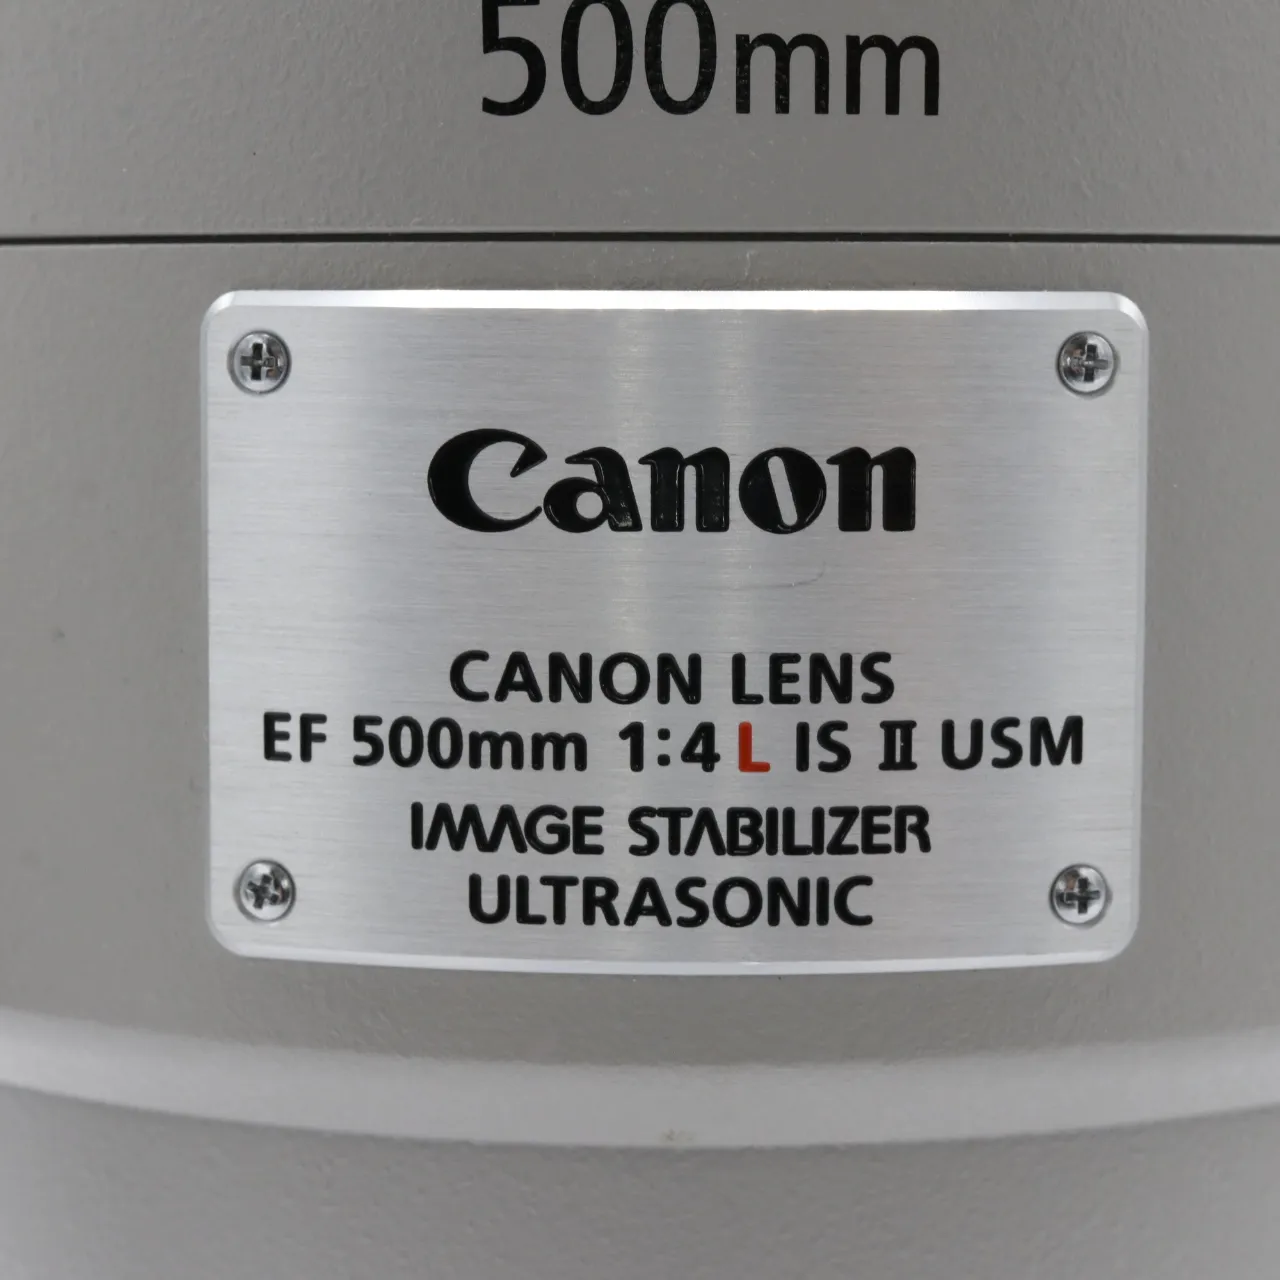 500mm
Canon
CANON LENS
EF 500mm 1:4 L IS II USM
IMAGE STABILIZER
ULTRASONIC